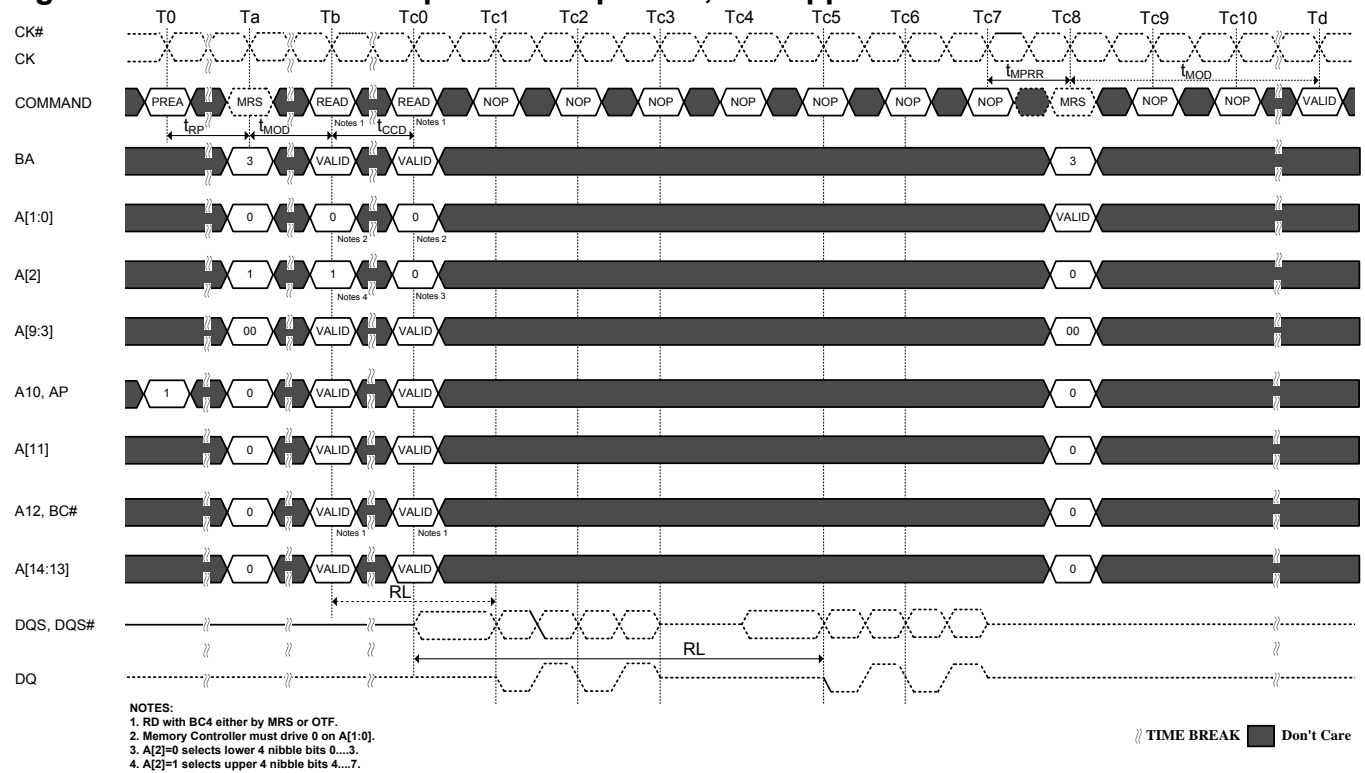 T0 Ta Tb Tc0 Tc1 Tc2 Tc3 Tc4 Tc5 Tc6 Tc7 Tc8 Tc9 Tc10 Td
CK#
CK
tMPRR tMOD
COMMAND PREA MRS READ READ NOP NOP NOP NOP NOP NOP NOP MRS NOP NOP VALID
Notes 1 Notes 1
tRP tMOD tCCD
BA 3 VALID VALID 3
A[1:0] 0 0 0 VALID
Notes 2 Notes 2
A[2] 1 1 0 0
Notes 4 Notes 3
A[9:3] 00 VALID VALID 00
A10, AP 1 0 VALID VALID 0
A[11] 0 VALID VALID 0
A12, BC# 0 VALID VALID 0
Notes 1 Notes 1
A[14:13] 0 VALID VALID 0
RL
DQS, DQS#
RL
DQ
NOTES:
1. RD with BC4 either by MRS or OTF.
2. Memory Controller must drive 0 on A[1:0].
3. A[2]=0 selects lower 4 nibble bits 0....3.
4. A[2]=1 selects upper 4 nibble bits 4....7.
TIME BREAK Don't Care